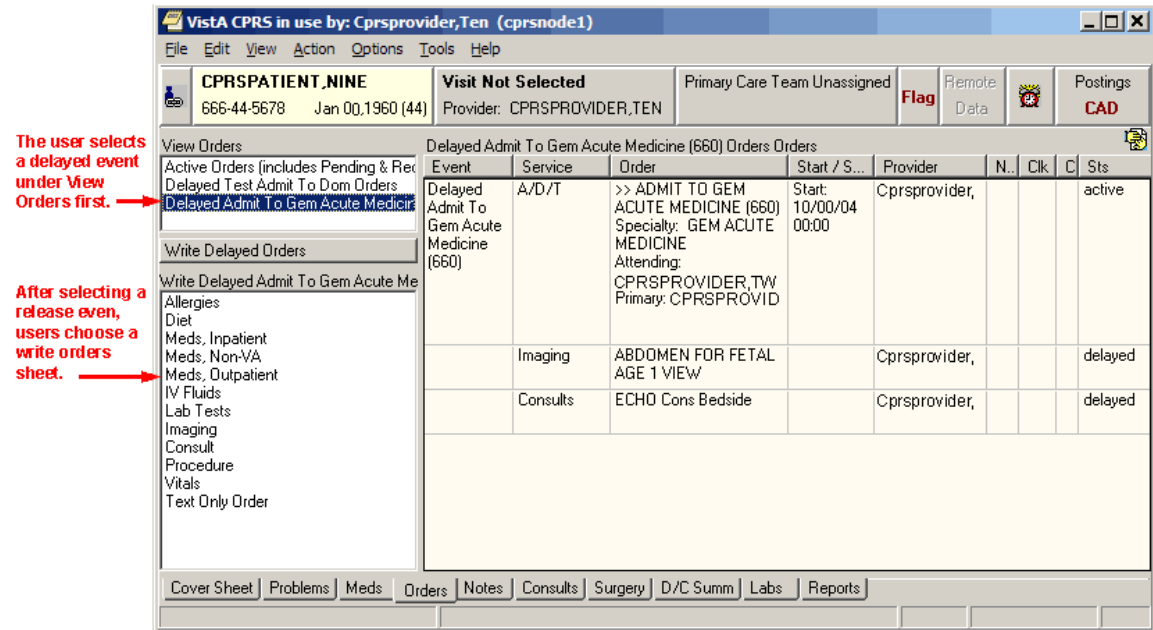 VistA CPRS in use by: Cprsprovider,Ten (cprsnode1)
File Edit View Action Options Tools Help
CPRSPATIENT,NINE
666-44-5678 Jan 00,1960 (44)
Visit Not Selected
Provider: CPRSPROVIDER,TEN
Primary Care Team Unassigned
Flag
Remote
Data
Postings
CAD
The user selects
a delayed event
under View
Orders first.
View Orders
Active Orders (includes Pending & Rec
Delayed Test Admit To Dom Orders
Delayed Admit To Gem Acute Medicin
Write Delayed Orders
After selecting a
release even,
users choose a
write orders
sheet.
Write Delayed Admit To Gem Acute Me
Allergies
Diet
Meds, Inpatient
Meds, Non-VA
Meds, Outpatient
IV Fluids
Lab Tests
Imaging
Consult
Procedure
Vitals
Text Only Order
Delayed Admit To Gem Acute Medicine (660) Orders Orders
Event Service Order Start / S... Provider N.. Clk C Sts
Delayed
Admit To
Gem Acute
Medicine
(660)
A/D/T
>> ADMIT TO GEM
ACUTE MEDICINE (660)
Specialty: GEM ACUTE
MEDICINE
Attending:
CPRSPROVIDER,TW
Primary: CPRSPROVID
Start:
10/00/04
00:00
Cprsprovider,
active
Imaging
ABDOMEN FOR FETAL
AGE 1 VIEW
Cprsprovider,
delayed
Consults
ECHO Cons Bedside
Cprsprovider,
delayed
Cover Sheet Problems Meds Orders Notes Consults Surgery D/C Summ Labs Reports